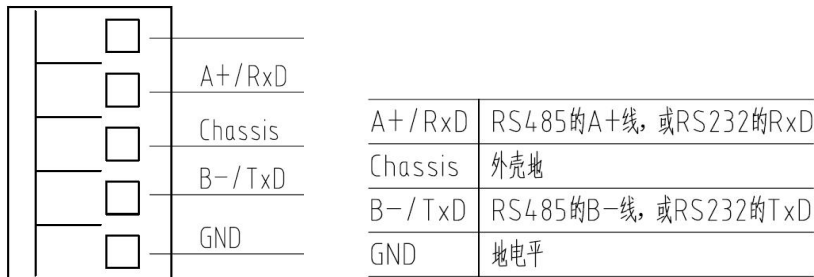 A+/RxD
Chassis
B-/TxD
GND
A+/RxD RS485的A+线,或RS232的RxD
Chassis 外壳地
B-/TxD RS485的B-线,或RS232的TxD
GND 地电平